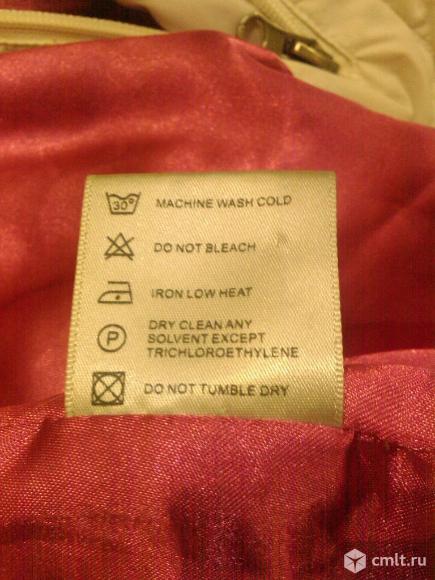 30° MACHINE WASH COLD
DO NOT BLEACH
IRON LOW HEAT
P DRY CLEAN ANY
SOLVENT EXCEPT
TRICHLOROETHYLENE
DO NOT TUMBLE DRY
cmlt.ru